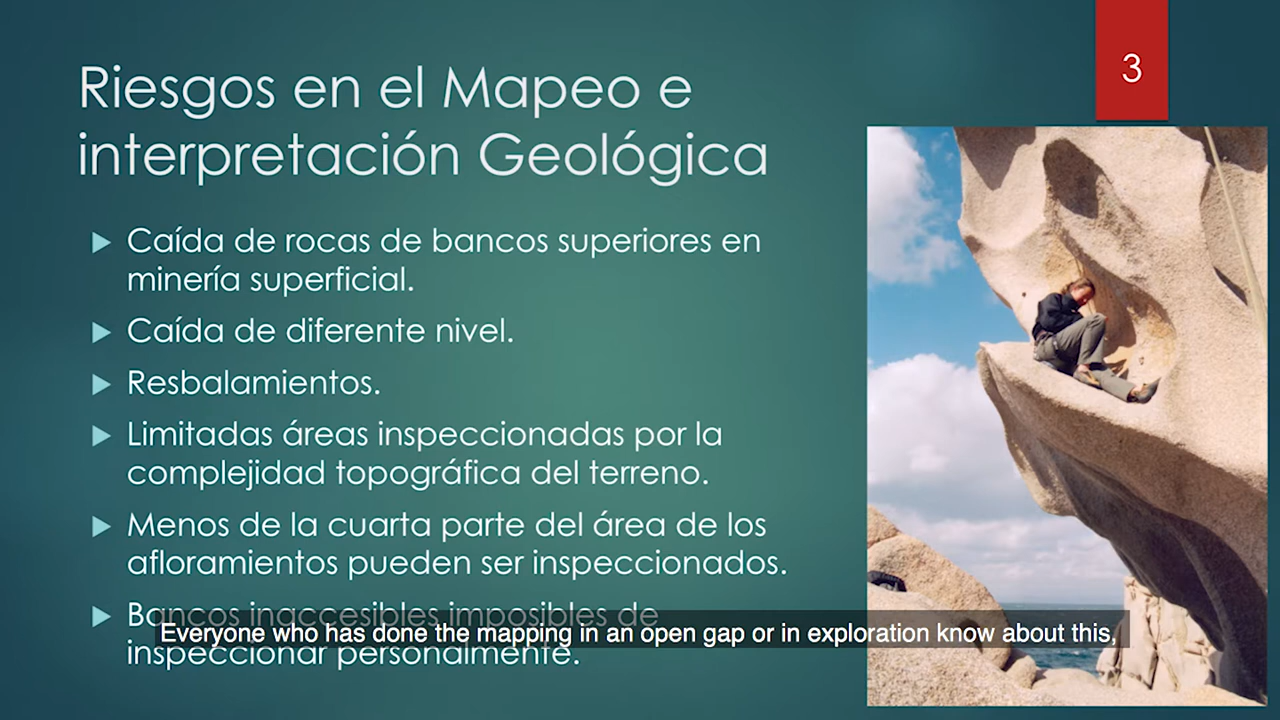 3
Riesgos en el Mapeo e
interpretación Geológica
Caída de rocas de bancos superiores en
minería superficial.
Caída de diferente nivel.
Resbalamientos.
Limitadas áreas inspeccionadas por la
complejidad topográfica del terreno.
Menos de la cuarta parte del área de los
afloramientos pueden ser inspeccionados.
Bancos inaccesibles imposibles de
inspeccionar personalmente.
Everyone who has done the mapping in an open gap or in exploration know about this,